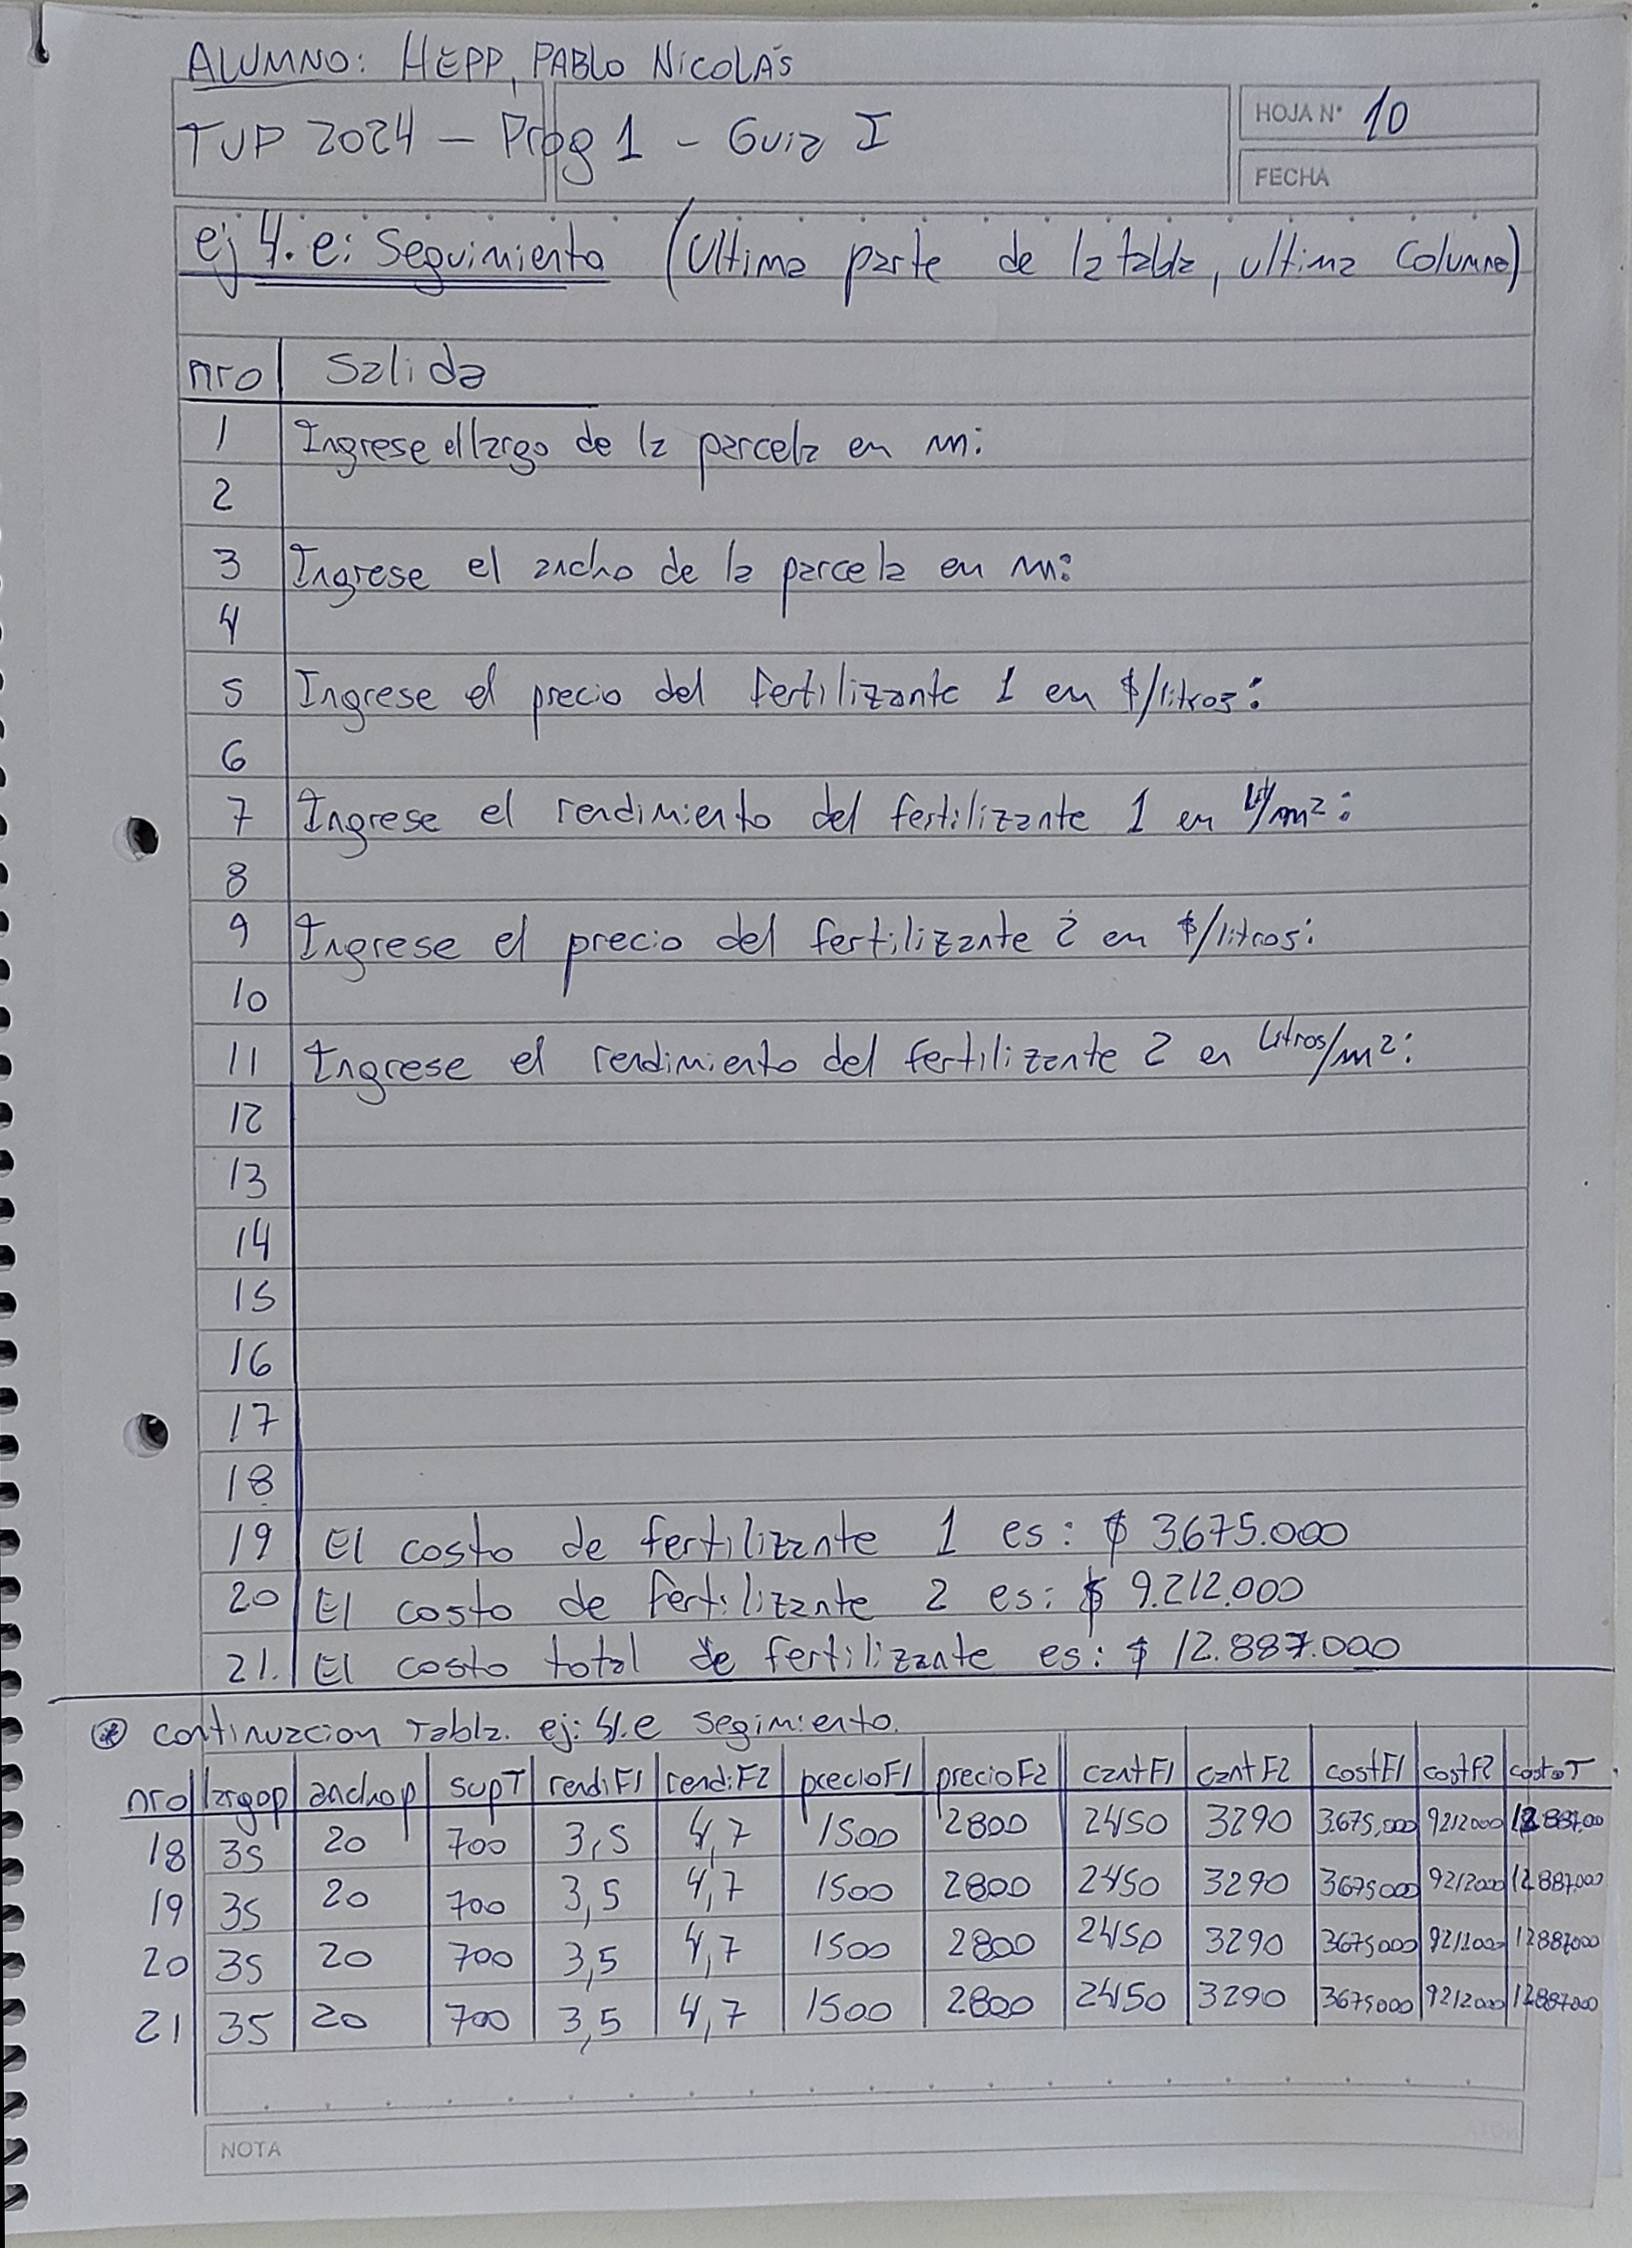 ALUMNO: HEPP, PABLO NICOLÁS
TUP 2024 - Prog 1 - Guia I
HOJA N° 10
FECHA
ej 4. e: Seguimiento (Ultima parte de la tabla, ultima Columna)
nro Salida
1 Ingrese el largo de la parcela en m:
2
3 Ingrese el ancho de la parcela en m:
4
5 Ingrese el precio del fertilizante 1 en $/litros:
6
7 Ingrese el rendimiento del fertilizante 1 en lt/m²:
8
9 Ingrese el precio del fertilizante 2 en $/litros:
10
11 Ingrese el rendimiento del fertilizante 2 en Litros/m²:
12
13
14
15
16
17
18
19 El costo de fertilizante 1 es: $ 3675.000
20 El costo de fertilizante 2 es: $ 9.212.000
21. El costo total de fertilizante es: $ 12.887.000
* continuacion Tabla. ej: 4.e segimiento.
nro largop anchop supT rendiF1 rendiF2 precioF1 precioF2 cantF1 cantF2 costF1 costF2 costoT
18 35 20 700 3,5 4,7 1500 2800 2450 3290 3.675,000 9212000 12.887.00
19 35 20 700 3,5 4,7 1500 2800 2450 3290 3675000 9212000 12.887.000
20 35 20 700 3,5 4,7 1500 2800 2450 3290 3675000 9212000 12887000
21 35 20 700 3,5 4,7 1500 2800 2450 3290 3675000 9212000 12887000
NOTA